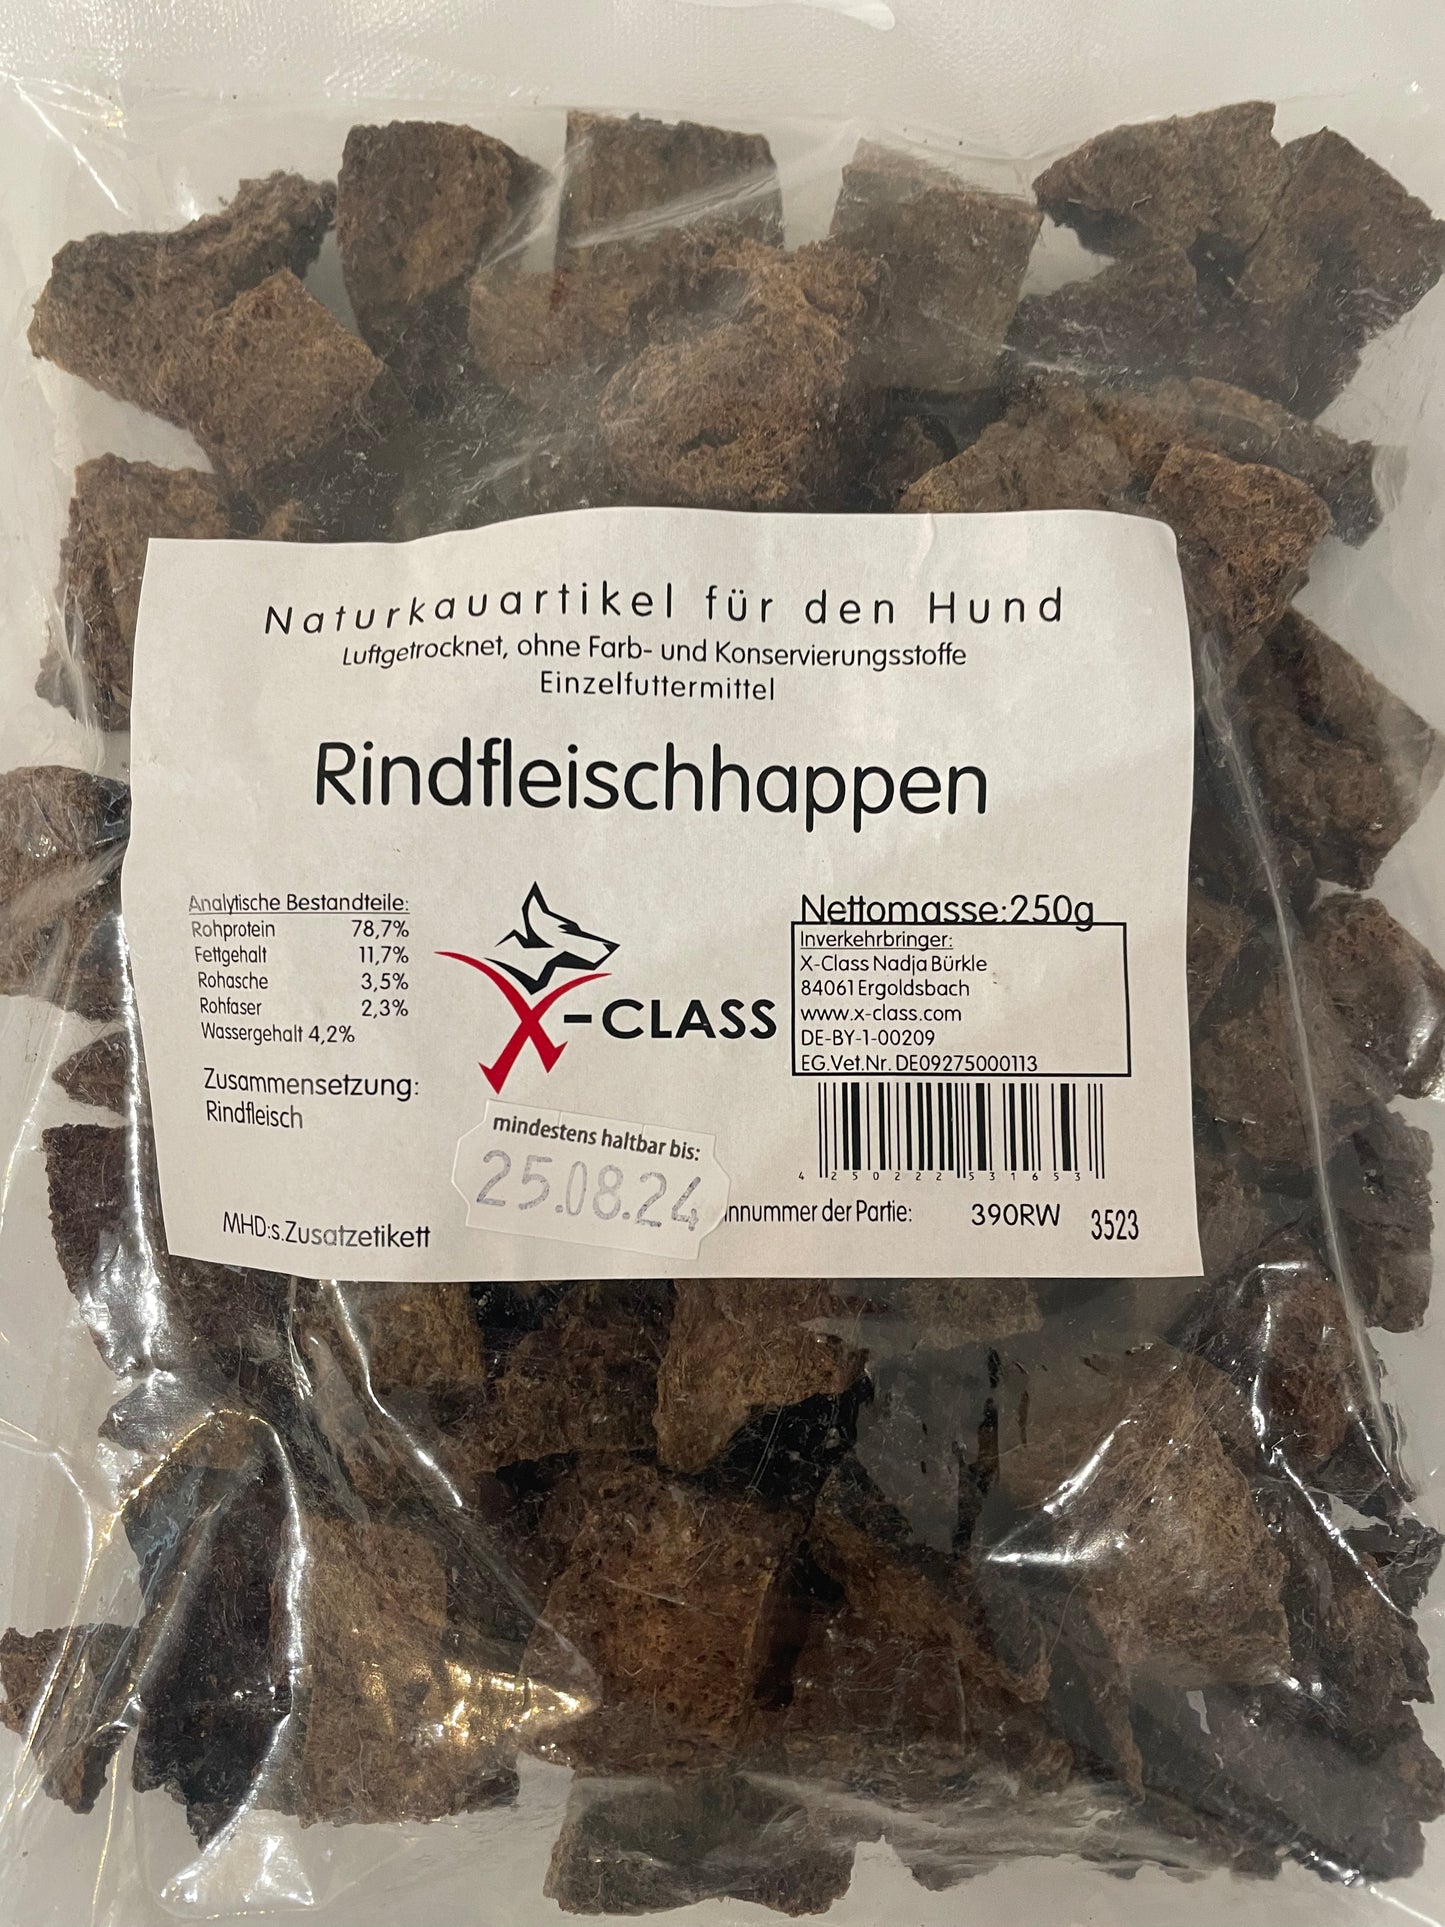 Naturkauartikel für den Hund
Luftgetrocknet, ohne Farb- und Konservierungsstoffe
Einzelfuttermittel
Rindfleischhappen
Analytische Bestandteile:
Rohprotein 78,7%
Fettgehalt 11,7%
Rohasche 3,5%
Rohfaser 2,3%
Wassergehalt 4,2%
Zusammensetzung:
Rindfleisch
X-CLASS
Nettomasse:250g
Inverkehrbringer:
X-Class Nadja Bürkle
84061 Ergoldsbach
www.x-class.com
DE-BY-1-00209
EG.Vet.Nr. DE09275000113
4 250222 531653
mindestens haltbar bis:
25.08.24
MHD:s.Zusatzetikett
nnummer der Partie: 390RW 3523